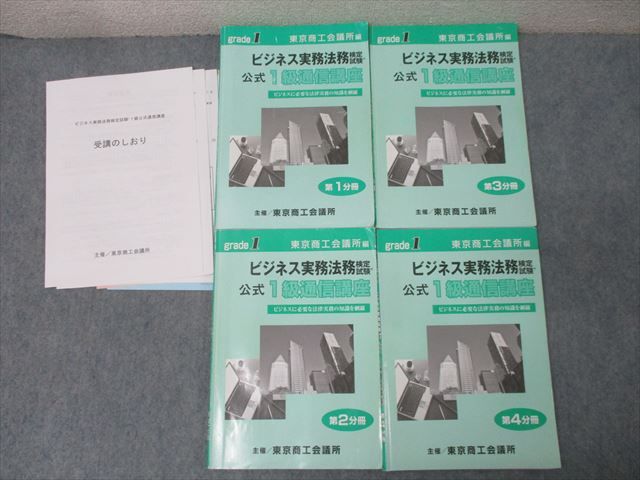 ビジネス実務法務検定試験 1級公式通信講座
受講のしおり
主催/東京商工会議所
grade 1 東京商工会議所編
ビジネス実務法務検定試験®
公式1級通信講座
ビジネスに必要な法律実務の知識を網羅
第1分冊
主催/東京商工会議所
grade 1 東京商工会議所編
ビジネス実務法務検定試験®
公式1級通信講座
ビジネスに必要な法律実務の知識を網羅
第3分冊
主催/東京商工会議所
grade 1 東京商工会議所編
ビジネス実務法務検定試験®
公式1級通信講座
ビジネスに必要な法律実務の知識を網羅
第2分冊
主催/東京商工会議所
grade 1 東京商工会議所編
ビジネス実務法務検定試験®
公式1級通信講座
ビジネスに必要な法律実務の知識を網羅
第4分冊
主催/東京商工会議所